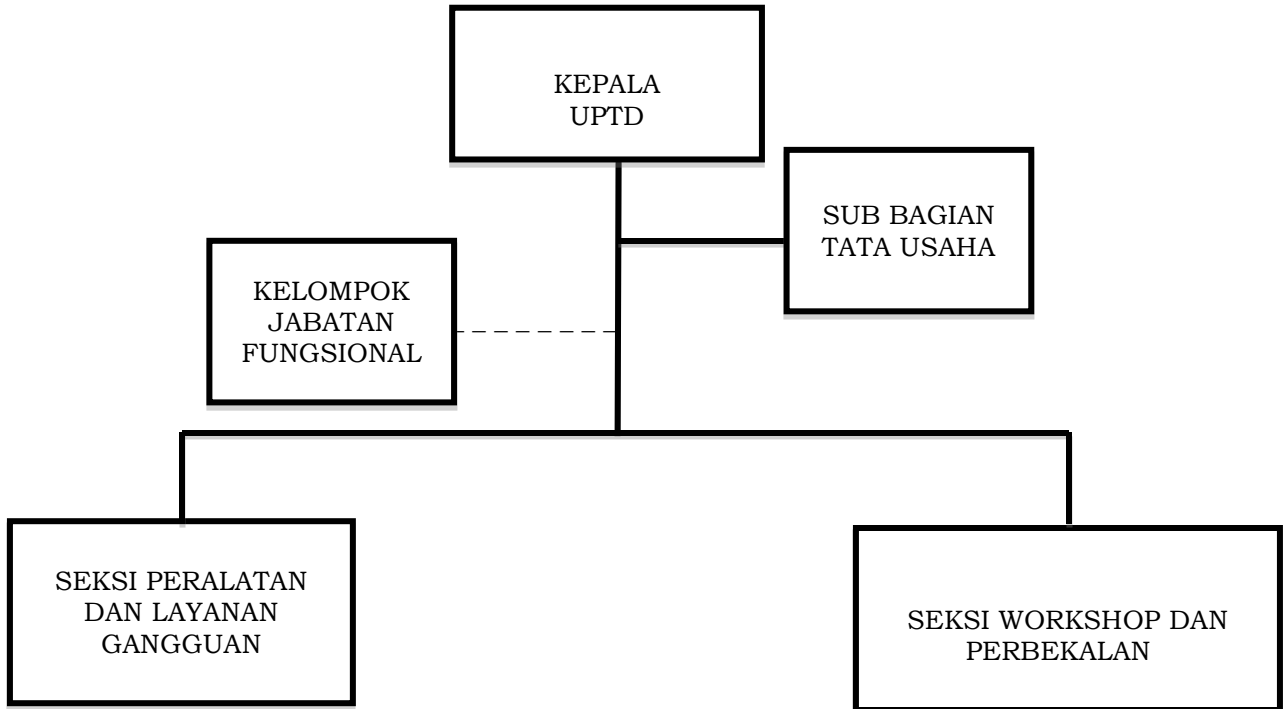 KEPALA
UPTD
SUB BAGIAN
TATA USAHA
KELOMPOK
JABATAN
FUNGSIONAL
SEKSI PERALATAN
DAN LAYANAN
GANGGUAN
SEKSI WORKSHOP DAN
PERBEKALAN